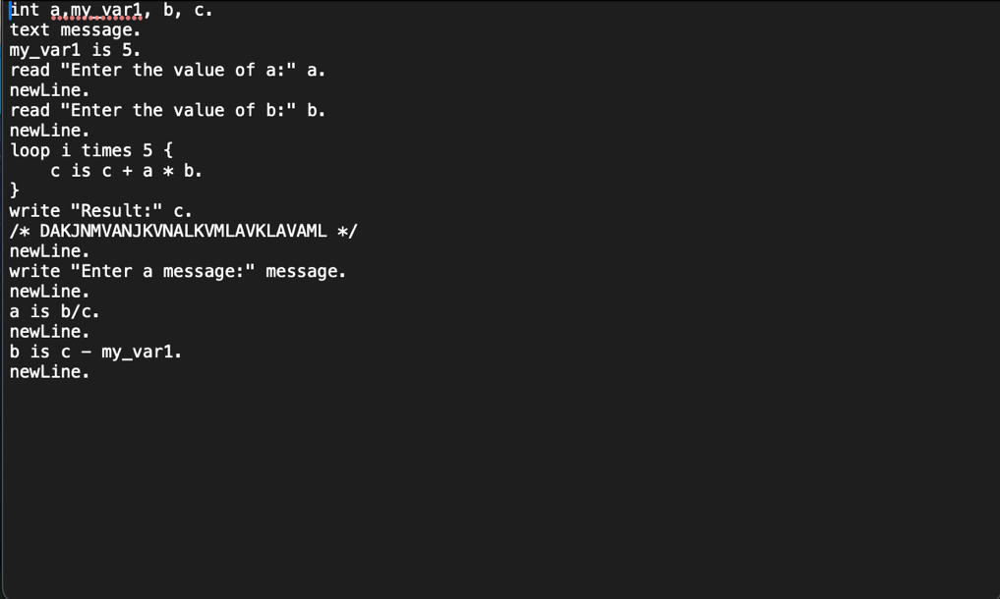 int a,my_var1, b, c.
text message.
my_var1 is 5.
read "Enter the value of a:" a.
newLine.
read "Enter the value of b:" b.
newLine.
loop i times 5 {
    c is c + a * b.
}
write "Result:" c.
/* DAKJNMVANJKVNALKVMLAVKLAVAML */
newLine.
write "Enter a message:" message.
newLine.
a is b/c.
newLine.
b is c - my_var1.
newLine.